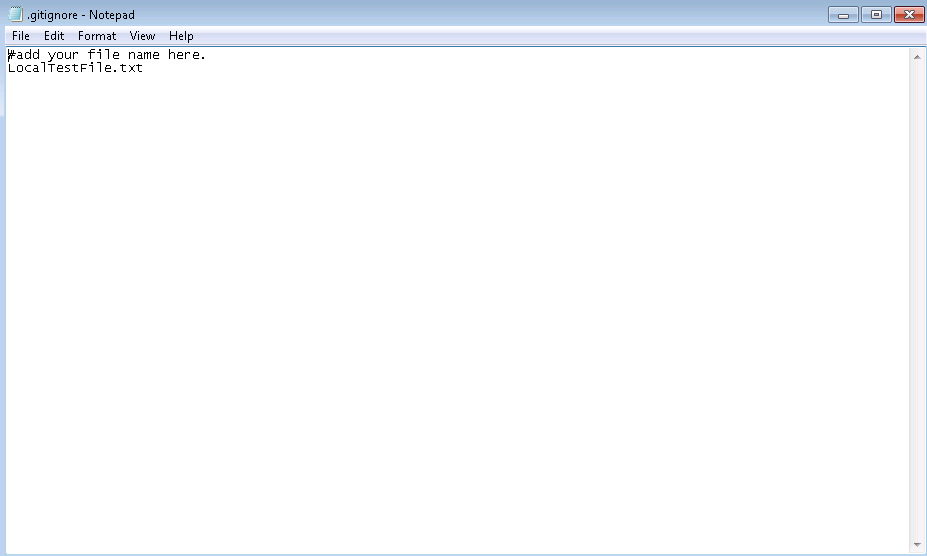 .gitignore - Notepad
File Edit Format View Help
#add your file name here.
LocalTestFile.txt